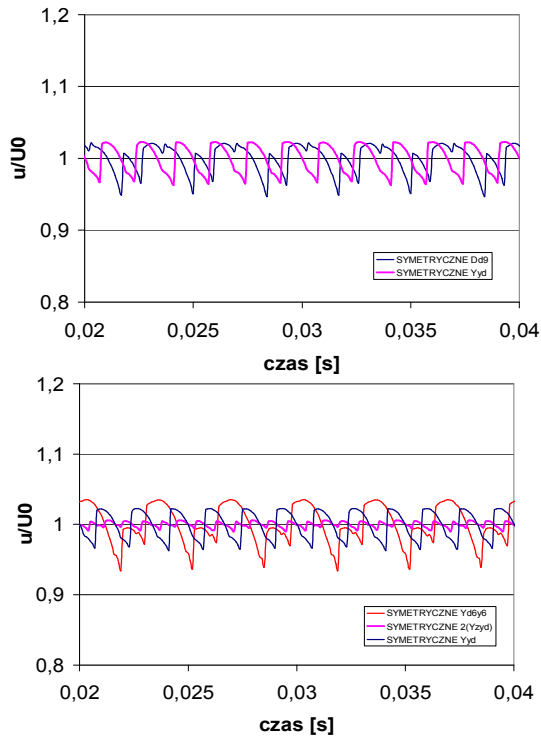 1,2
1,1
1
0,9
0,8
u/U0
SYMETRYCZNE Dd9
SYMETRYCZNE Yyd
0,02 0,025 0,03 0,035 0,04
czas [s]
1,2
1,1
1
0,9
0,8
u/U0
SYMETRYCZNE Yd6y6
SYMETRYCZNE 2(Yzyd)
SYMETRYCZNE Yyd
0,02 0,025 0,03 0,035 0,04
czas [s]